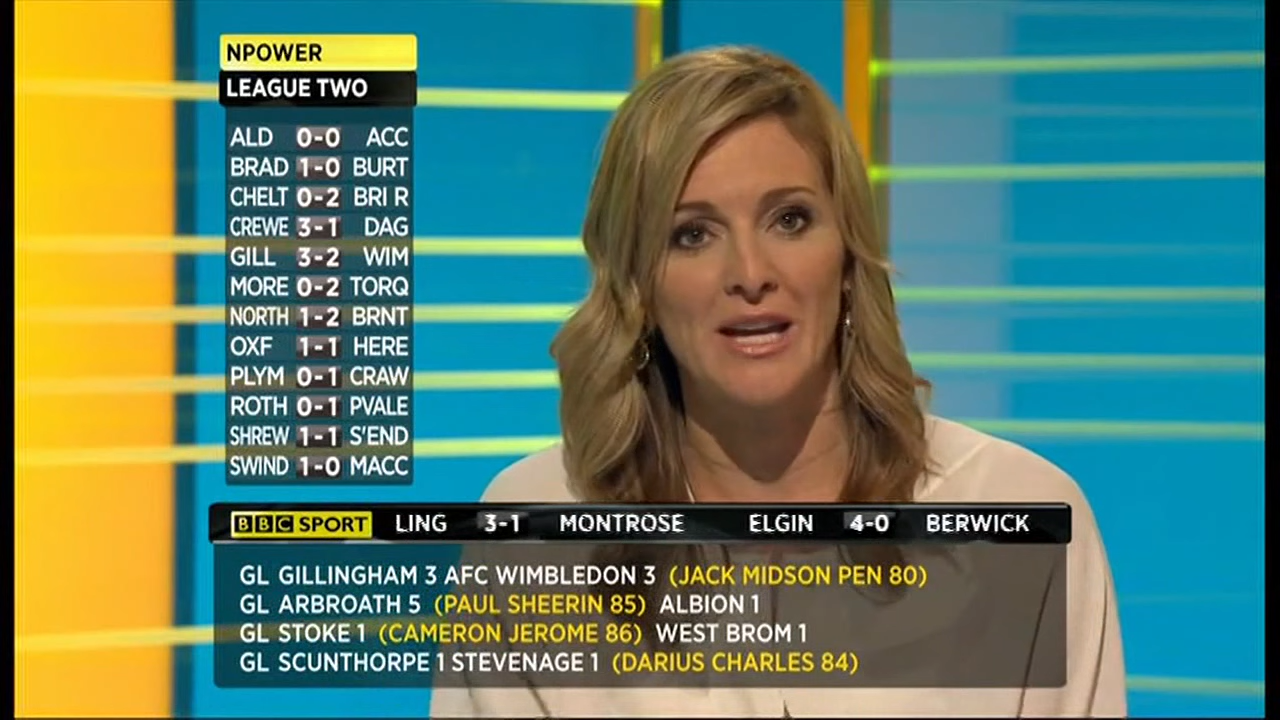 NPOWER
LEAGUE TWO
ALD 0-0 ACC
BRAD 1-0 BURT
CHELT 0-2 BRI R
CREWE 3-1 DAG
GILL 3-2 WIM
MORE 0-2 TORQ
NORTH 1-2 BRNT
OXF 1-1 HERE
PLYM 0-1 CRAW
ROTH 0-1 PVALE
SHREW 1-1 S'END
SWIND 1-0 MACC
BBC SPORT LING 3-1 MONTROSE ELGIN 4-0 BERWICK
GL GILLINGHAM 3 AFC WIMBLEDON 3 (JACK MIDSON PEN 80)
GL ARBROATH 5 (PAUL SHEERIN 85) ALBION 1
GL STOKE 1 (CAMERON JEROME 86) WEST BROM 1
GL SCUNTHORPE 1 STEVENAGE 1 (DARIUS CHARLES 84)